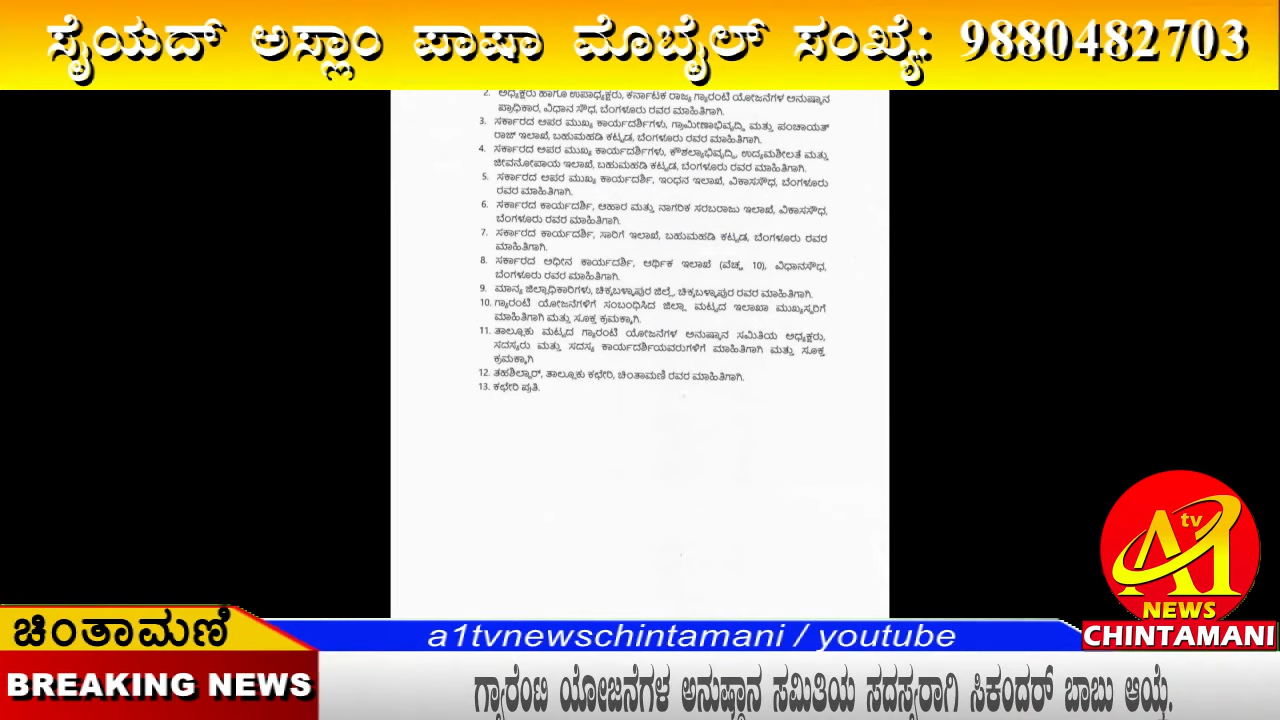 ಸೈಯದ್ ಅಸ್ಲಾಂ ಪಾಷಾ ಮೊಬೈಲ್ ಸಂಖ್ಯೆ: 9880482703
2. ಅಧ್ಯಕ್ಷರು ಹಾಗೂ ಉಪಾಧ್ಯಕ್ಷರು, ಕರ್ನಾಟಕ ರಾಜ್ಯ ಗ್ಯಾರಂಟಿ ಯೋಜನೆಗಳ ಅನುಷ್ಠಾನ
ಪ್ರಾಧಿಕಾರ, ವಿಧಾನ ಸೌಧ, ಬೆಂಗಳೂರು ರವರ ಮಾಹಿತಿಗಾಗಿ.
3. ಸರ್ಕಾರದ ಅಪರ ಮುಖ್ಯ ಕಾರ್ಯದರ್ಶಿಗಳು, ಗ್ರಾಮೀಣಾಭಿವೃದ್ಧಿ ಮತ್ತು ಪಂಚಾಯತ್
ರಾಜ್ ಇಲಾಖೆ, ಬಹುಮಹಡಿ ಕಟ್ಟಡ, ಬೆಂಗಳೂರು ರವರ ಮಾಹಿತಿಗಾಗಿ.
4. ಸರ್ಕಾರದ ಅಪರ ಮುಖ್ಯ ಕಾರ್ಯದರ್ಶಿಗಳು, ಕೌಶಲ್ಯಾಭಿವೃದ್ಧಿ, ಉದ್ಯಮಶೀಲತೆ ಮತ್ತು
ಜೀವನೋಪಾಯ ಇಲಾಖೆ, ಬಹುಮಹಡಿ ಕಟ್ಟಡ, ಬೆಂಗಳೂರು ರವರ ಮಾಹಿತಿಗಾಗಿ.
5. ಸರ್ಕಾರದ ಅಪರ ಮುಖ್ಯ ಕಾರ್ಯದರ್ಶಿ, ಇಂಧನ ಇಲಾಖೆ, ವಿಕಾಸಸೌಧ, ಬೆಂಗಳೂರು
ರವರ ಮಾಹಿತಿಗಾಗಿ.
6. ಸರ್ಕಾರದ ಕಾರ್ಯದರ್ಶಿ, ಆಹಾರ ಮತ್ತು ನಾಗರಿಕ ಸರಬರಾಜು ಇಲಾಖೆ, ವಿಕಾಸಸೌಧ,
ಬೆಂಗಳೂರು ರವರ ಮಾಹಿತಿಗಾಗಿ.
7. ಸರ್ಕಾರದ ಕಾರ್ಯದರ್ಶಿ, ಸಾರಿಗೆ ಇಲಾಖೆ, ಬಹುಮಹಡಿ ಕಟ್ಟಡ, ಬೆಂಗಳೂರು ರವರ
ಮಾಹಿತಿಗಾಗಿ.
8. ಸರ್ಕಾರದ ಅಧೀನ ಕಾರ್ಯದರ್ಶಿ, ಆರ್ಥಿಕ ಇಲಾಖೆ (ವೆಚ್ಚ 10), ವಿಧಾನಸೌಧ,
ಬೆಂಗಳೂರು ರವರ ಮಾಹಿತಿಗಾಗಿ.
9. ಮಾನ್ಯ ಜಿಲ್ಲಾಧಿಕಾರಿಗಳು, ಚಿಕ್ಕಬಳ್ಳಾಪುರ ಜಿಲ್ಲೆ, ಚಿಕ್ಕಬಳ್ಳಾಪುರ ರವರ ಮಾಹಿತಿಗಾಗಿ.
10. ಗ್ಯಾರಂಟಿ ಯೋಜನೆಗಳಿಗೆ ಸಂಬಂಧಿಸಿದ ಜಿಲ್ಲಾ ಮಟ್ಟದ ಇಲಾಖಾ ಮುಖ್ಯಸ್ಥರಿಗೆ
ಮಾಹಿತಿಗಾಗಿ ಮತ್ತು ಸೂಕ್ತ ಕ್ರಮಕ್ಕಾಗಿ.
11. ತಾಲ್ಲೂಕು ಮಟ್ಟದ ಗ್ಯಾರಂಟಿ ಯೋಜನೆಗಳ ಅನುಷ್ಠಾನ ಸಮಿತಿಯ ಅಧ್ಯಕ್ಷರು,
ಸದಸ್ಯರು ಮತ್ತು ಸದಸ್ಯ ಕಾರ್ಯದರ್ಶಿಯವರುಗಳಿಗೆ ಮಾಹಿತಿಗಾಗಿ ಮತ್ತು ಸೂಕ್ತ
ಕ್ರಮಕ್ಕಾಗಿ
12. ತಹಶಿಲ್ದಾರ್, ತಾಲ್ಲೂಕು ಕಛೇರಿ, ಚಿಂತಾಮಣಿ ರವರ ಮಾಹಿತಿಗಾಗಿ.
13. ಕಛೇರಿ ಪ್ರತಿ.
A1 tv
NEWS
CHINTAMANI
ಚಿಂತಾಮಣಿ
a1tvnewschintamani / youtube
BREAKING NEWS
ಗ್ಯಾರೆಂಟಿ ಯೋಜನೆಗಳ ಅನುಷ್ಠಾನ ಸಮಿತಿಯ ಸದಸ್ಯರಾಗಿ ಸಿಕಂದರ್ ಬಾಬು ಆಯ್ಕೆ.